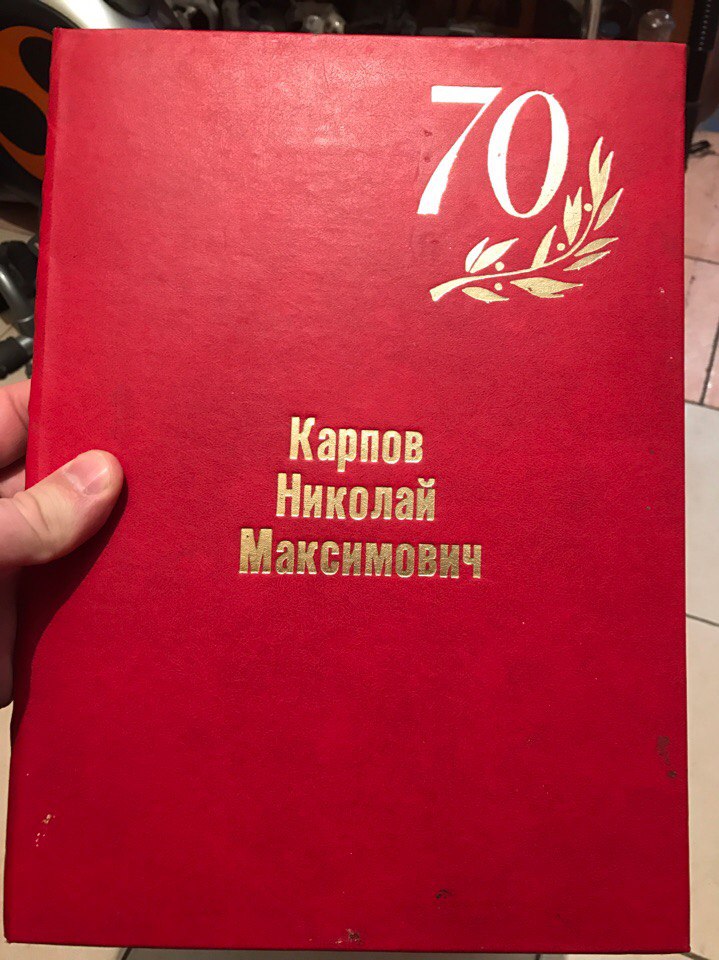 70
Карпов
Николай
Максимович